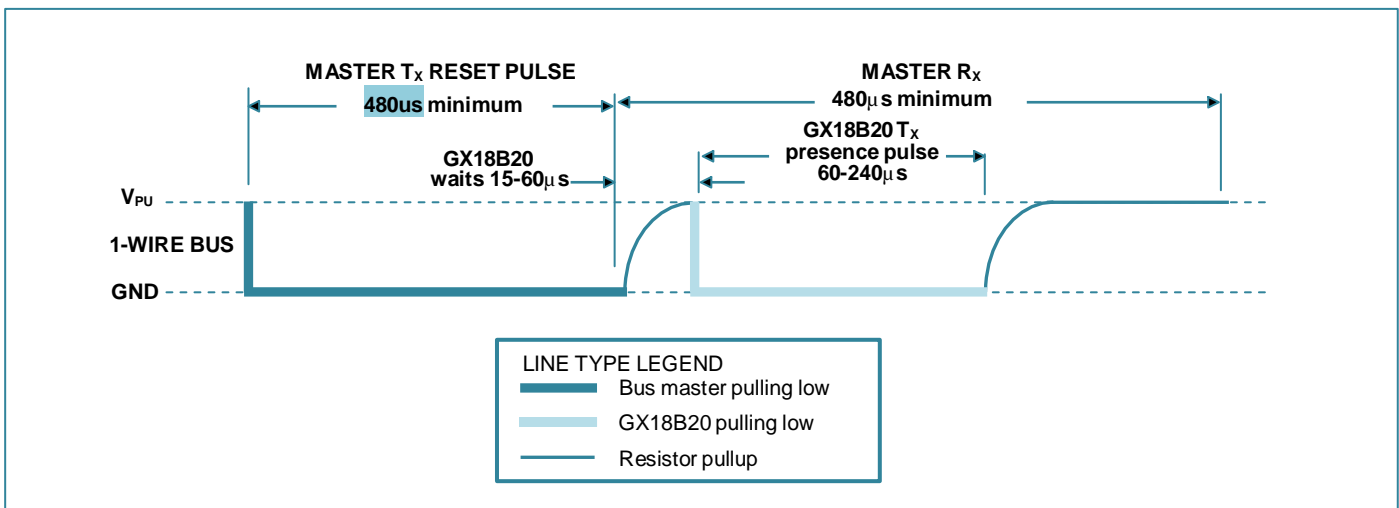 MASTER TX RESET PULSE
480us minimum
MASTER RX
480μs minimum
GX18B20
waits 15-60μs
GX18B20 TX
presence pulse
60-240μs
VPU
1-WIRE BUS
GND
LINE TYPE LEGEND
Bus master pulling low
GX18B20 pulling low
Resistor pullup